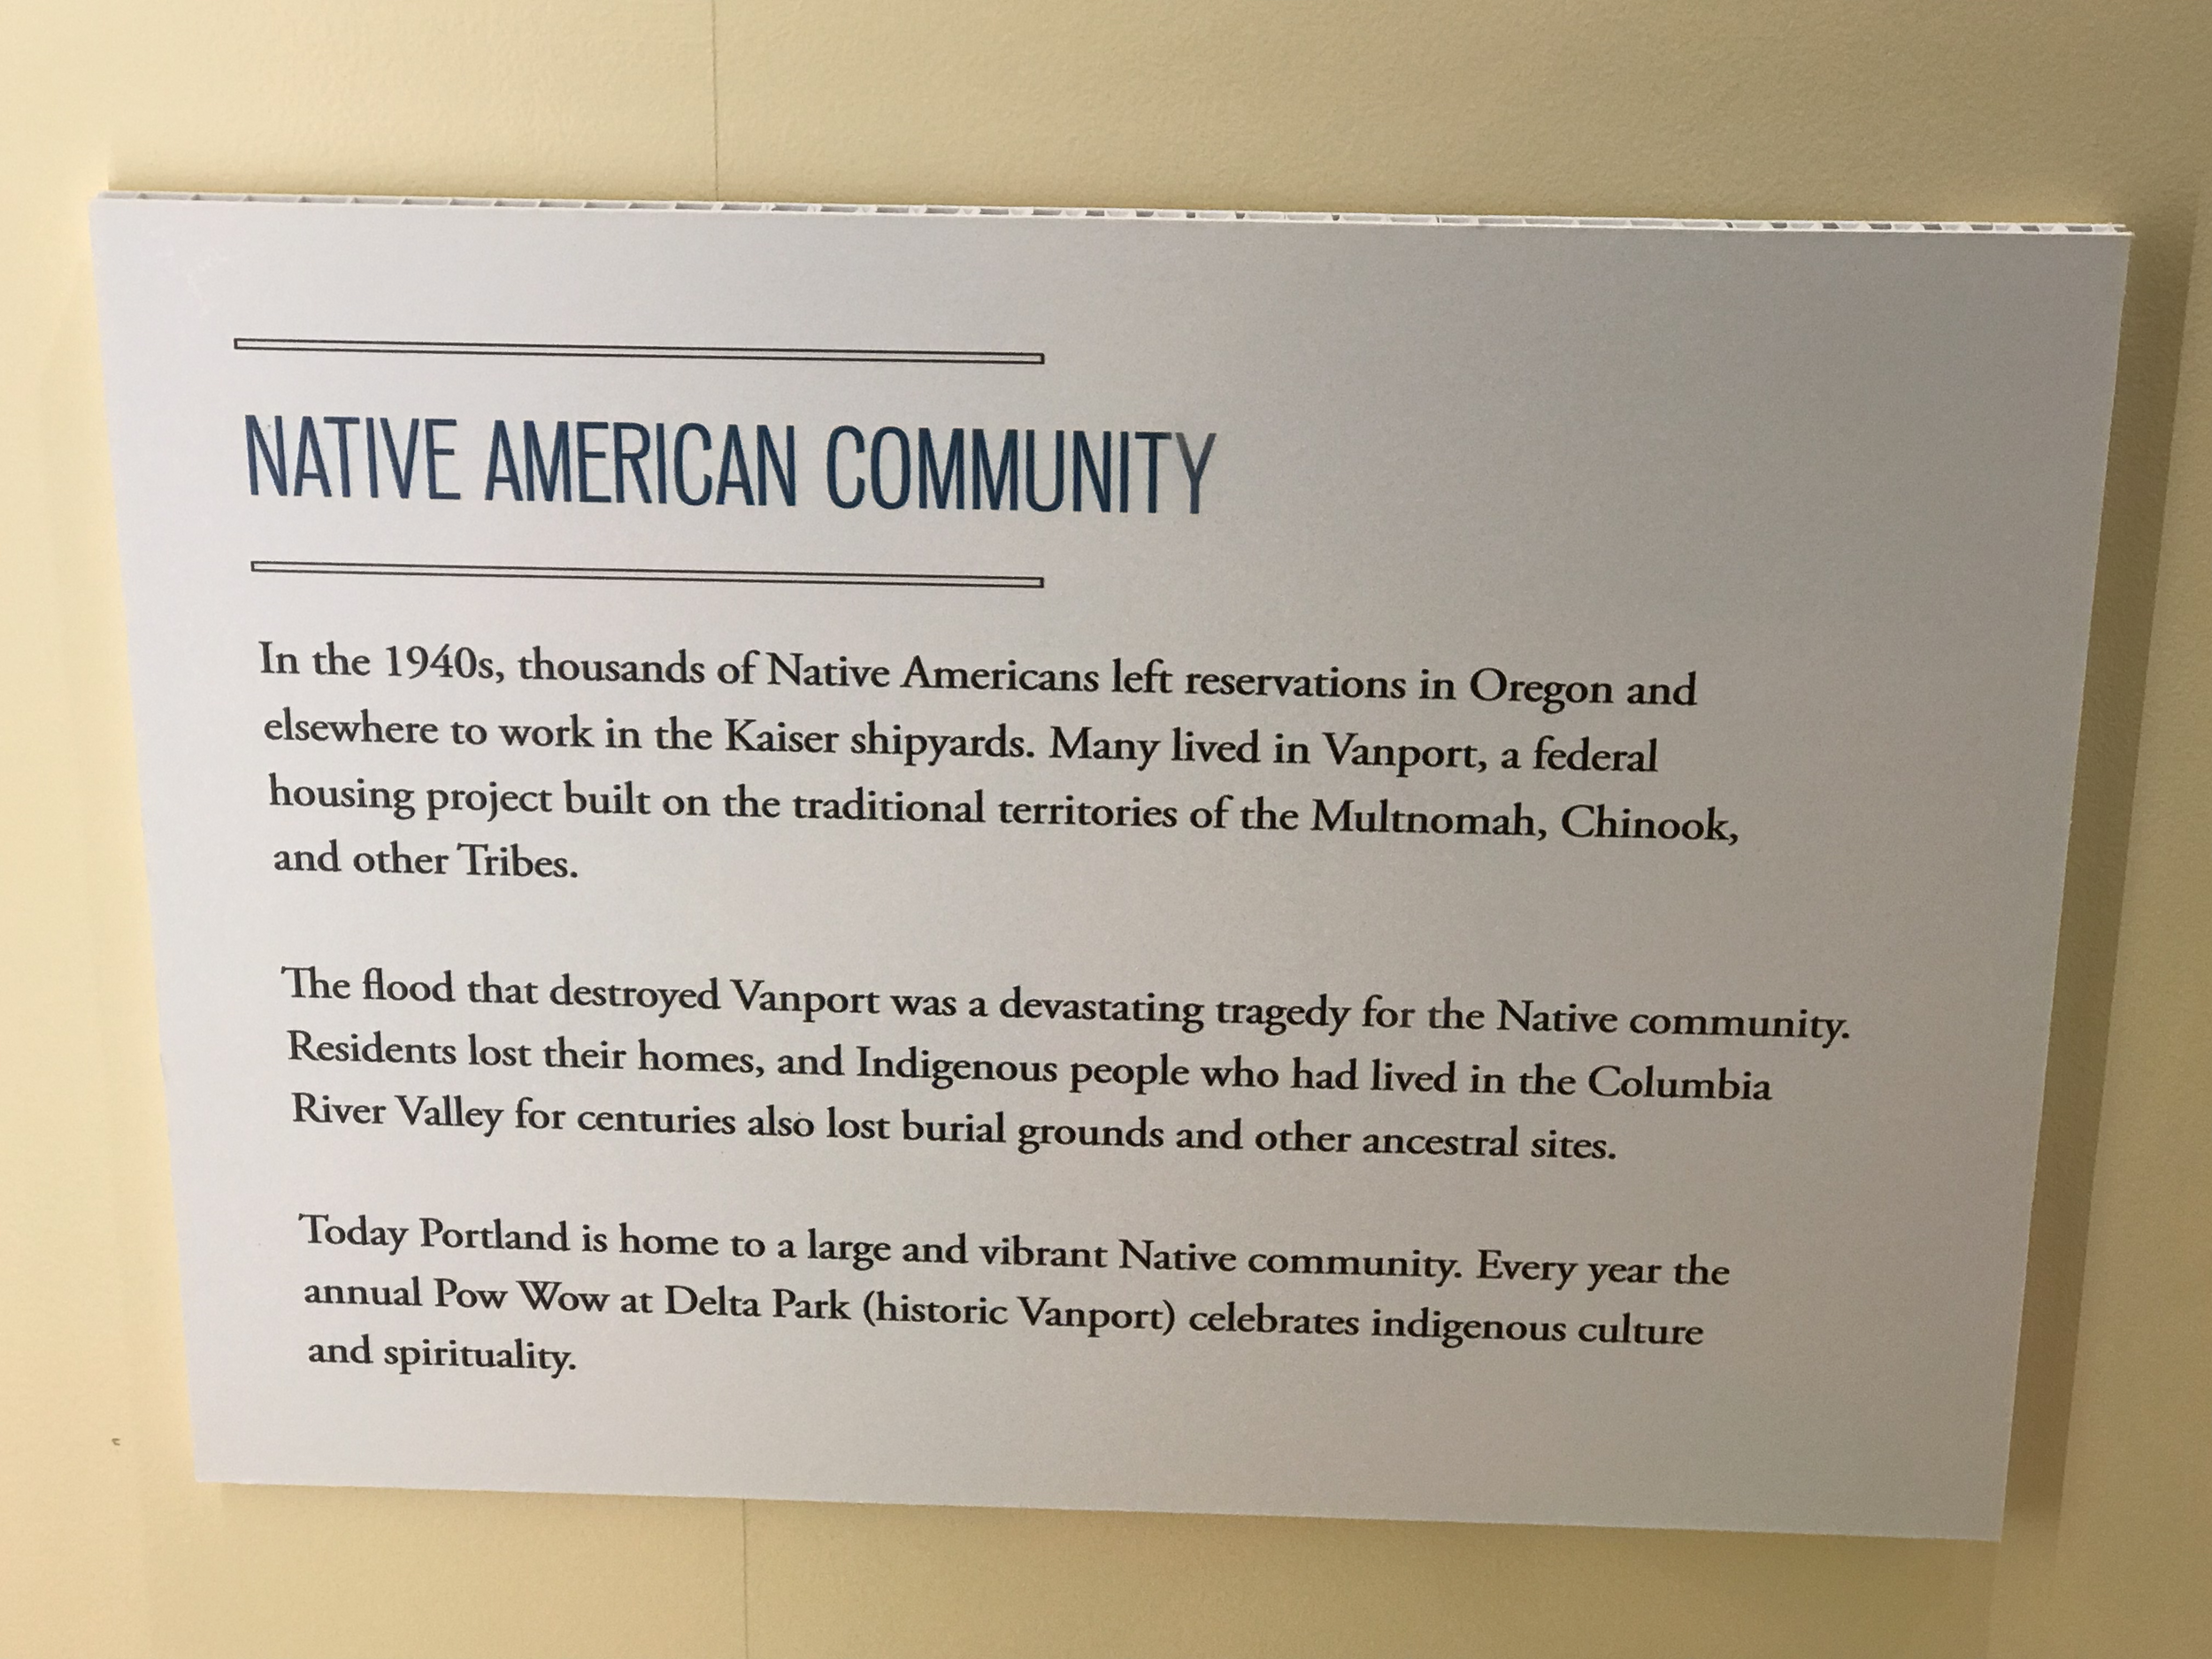 NATIVE AMERICAN COMMUNITY
In the 1940s, thousands of Native Americans left reservations in Oregon and
elsewhere to work in the Kaiser shipyards. Many lived in Vanport, a federal
housing project built on the traditional territories of the Multnomah, Chinook,
and other Tribes.
The flood that destroyed Vanport was a devastating tragedy for the Native community.
Residents lost their homes, and Indigenous people who had lived in the Columbia
River Valley for centuries also lost burial grounds and other ancestral sites.
Today Portland is home to a large and vibrant Native community. Every year the
annual Pow Wow at Delta Park (historic Vanport) celebrates indigenous culture
and spirituality.